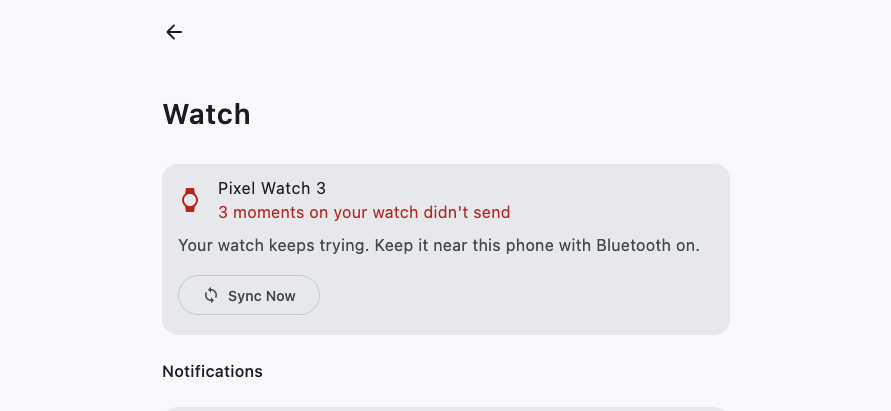 Watch
Pixel Watch 3
3 moments on your watch didn't send
Your watch keeps trying. Keep it near this phone with Bluetooth on.
Sync Now
Notifications